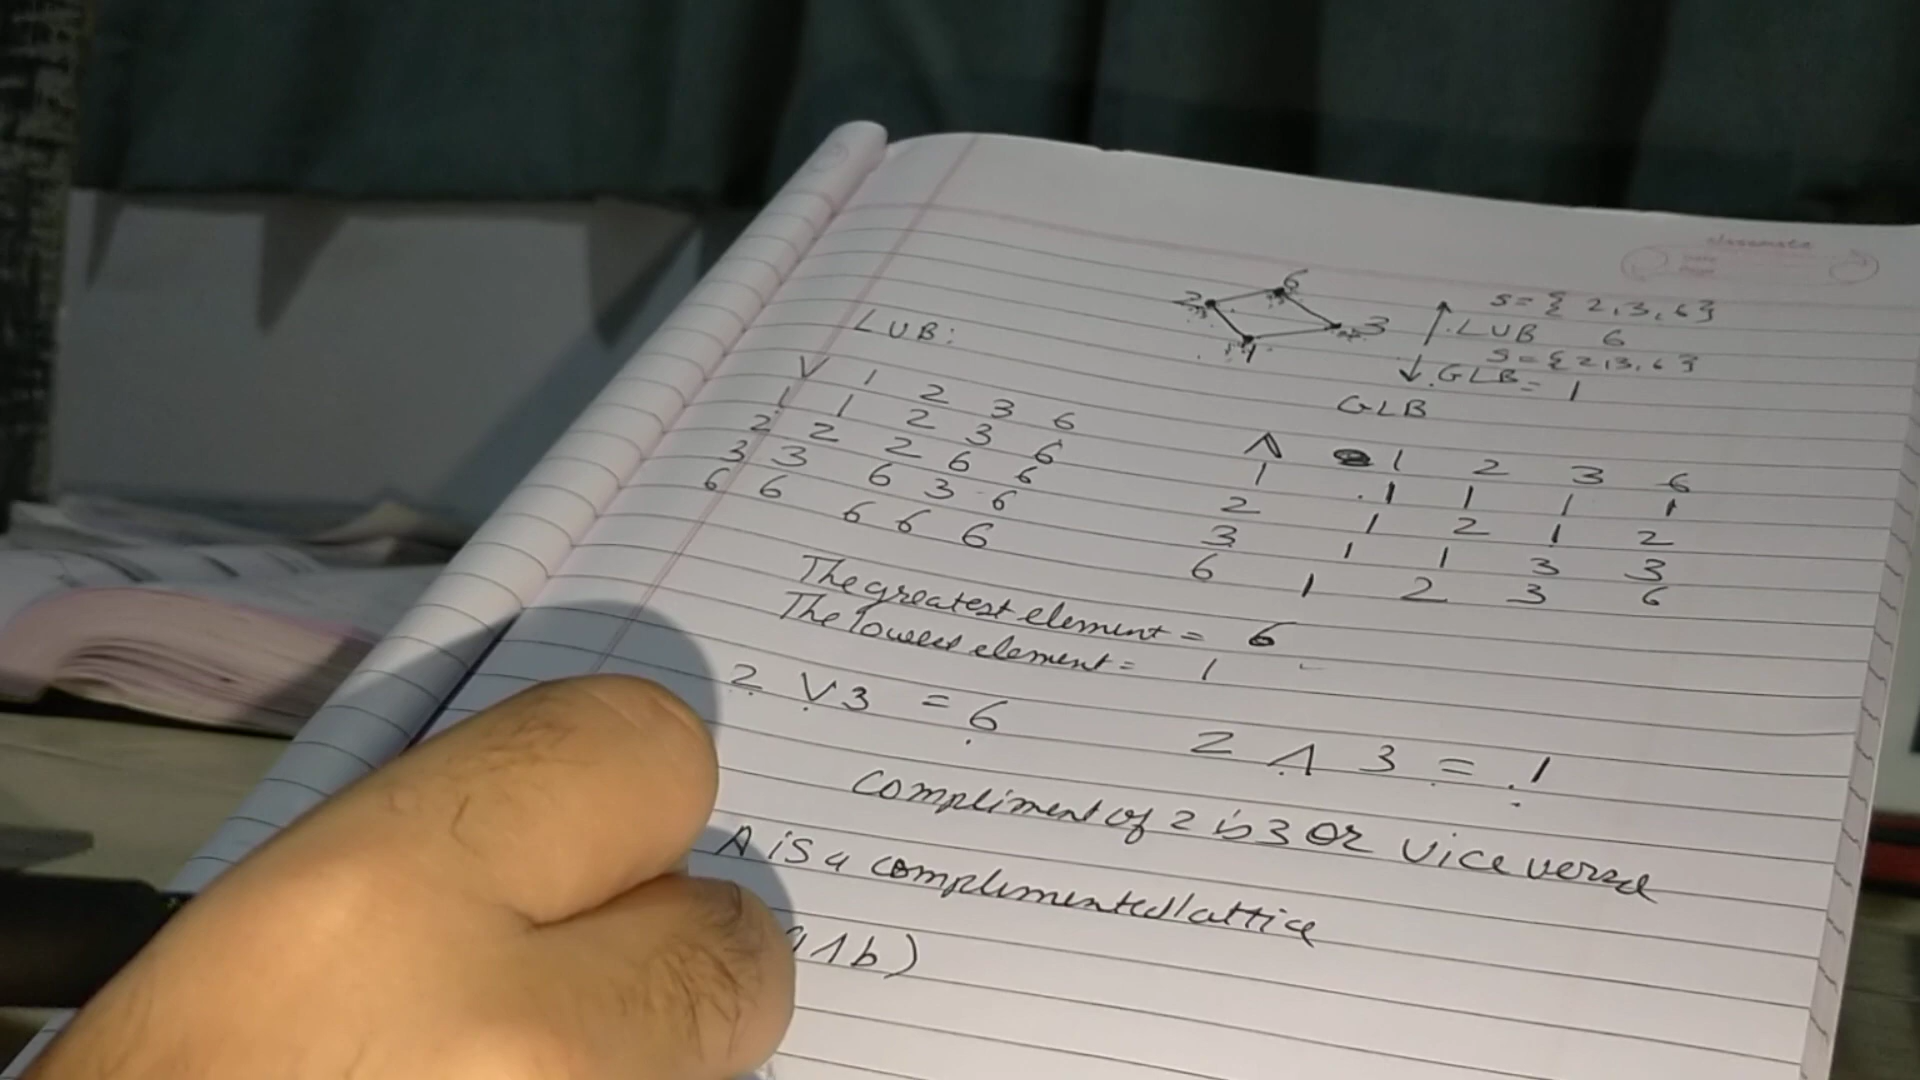 6
2
3
1
S = { 2, 3, 6 }
LUB 6
S = { 2, 3, 6 }
GLB = 1
LUB:
V 1 2 3 6
1 1 2 3 6
2 2 2 6 6
3 3 6 3 6
6 6 6 6 6
GLB
Λ 1 2 3 6
1 1 1 1 1
2 1 2 1 2
3 1 1 3 3
6 1 2 3 6
The greatest element = 6
The lowest element = 1
2 V 3 = 6 2 Λ 3 = 1
Compliment of 2 is 3 or vice versa
A is a complimented lattice
Λ b )